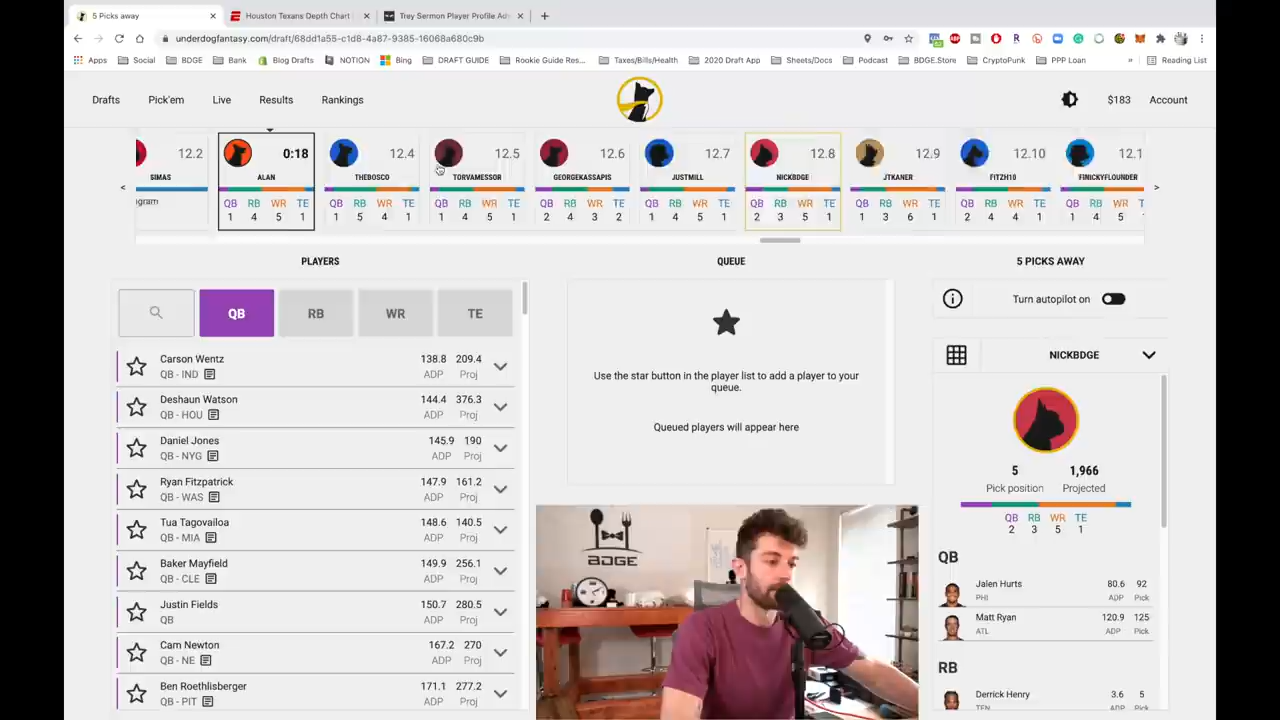 5 Picks away
Houston Texans Depth Chart
Trey Sermon Player Profile Adv
underdogfantasy.com/draft/68dd1a55-c1d8-4a87-9385-16068a680c9b
Apps Social BDGE Bank Blog Drafts NOTION Bing DRAFT GUIDE Rookie Guide Res... Taxes/Bills/Health 2020 Draft App Sheets/Docs Podcast BDGE.Store CryptoPunk PPP Loan » Reading List
Drafts Pick'em Live Results Rankings $183 Account
12.2 0:18 12.4 12.5 12.6 12.7 12.8 12.9 12.10 12.1
SIMAS ALAN THEBOSCO TORVAMESSOR GEORGEKASSAPIS JUSTMILL NICKBDGE JTKANER FITZH10 FINICKYFLOUNDER
igram QB RB WR TE QB RB WR TE QB RB WR TE QB RB WR TE QB RB WR TE QB RB WR TE QB RB WR TE QB RB WR TE QB RB WR T
1 4 5 1 1 5 4 1 1 4 5 1 2 4 3 2 1 4 5 1 2 3 5 1 1 3 6 1 2 4 4 1 1 4 5 1
PLAYERS
QB RB WR TE
Carson Wentz 138.8 209.4
QB - IND ADP Proj
Deshaun Watson 144.4 376.3
QB - HOU ADP Proj
Daniel Jones 145.9 190
QB - NYG ADP Proj
Ryan Fitzpatrick 147.9 161.2
QB - WAS ADP Proj
Tua Tagovailoa 148.6 140.5
QB - MIA ADP Proj
Baker Mayfield 149.9 256.1
QB - CLE ADP Proj
Justin Fields 150.7 280.5
QB ADP Proj
Cam Newton 167.2 270
QB - NE ADP Proj
Ben Roethlisberger 171.1 277.2
QB - PIT ADP Proj
QUEUE
Use the star button in the player list to add a player to your
queue.
Queued players will appear here
BDGE
5 PICKS AWAY
Turn autopilot on
NICKBDGE
5 1,966
Pick position Projected
QB RB WR TE
2 3 5 1
QB
Jalen Hurts 80.6 92
PHI ADP Pick
Matt Ryan 120.9 125
ATL ADP Pick
RB
Derrick Henry 3.6 5
TEN ADP Pick